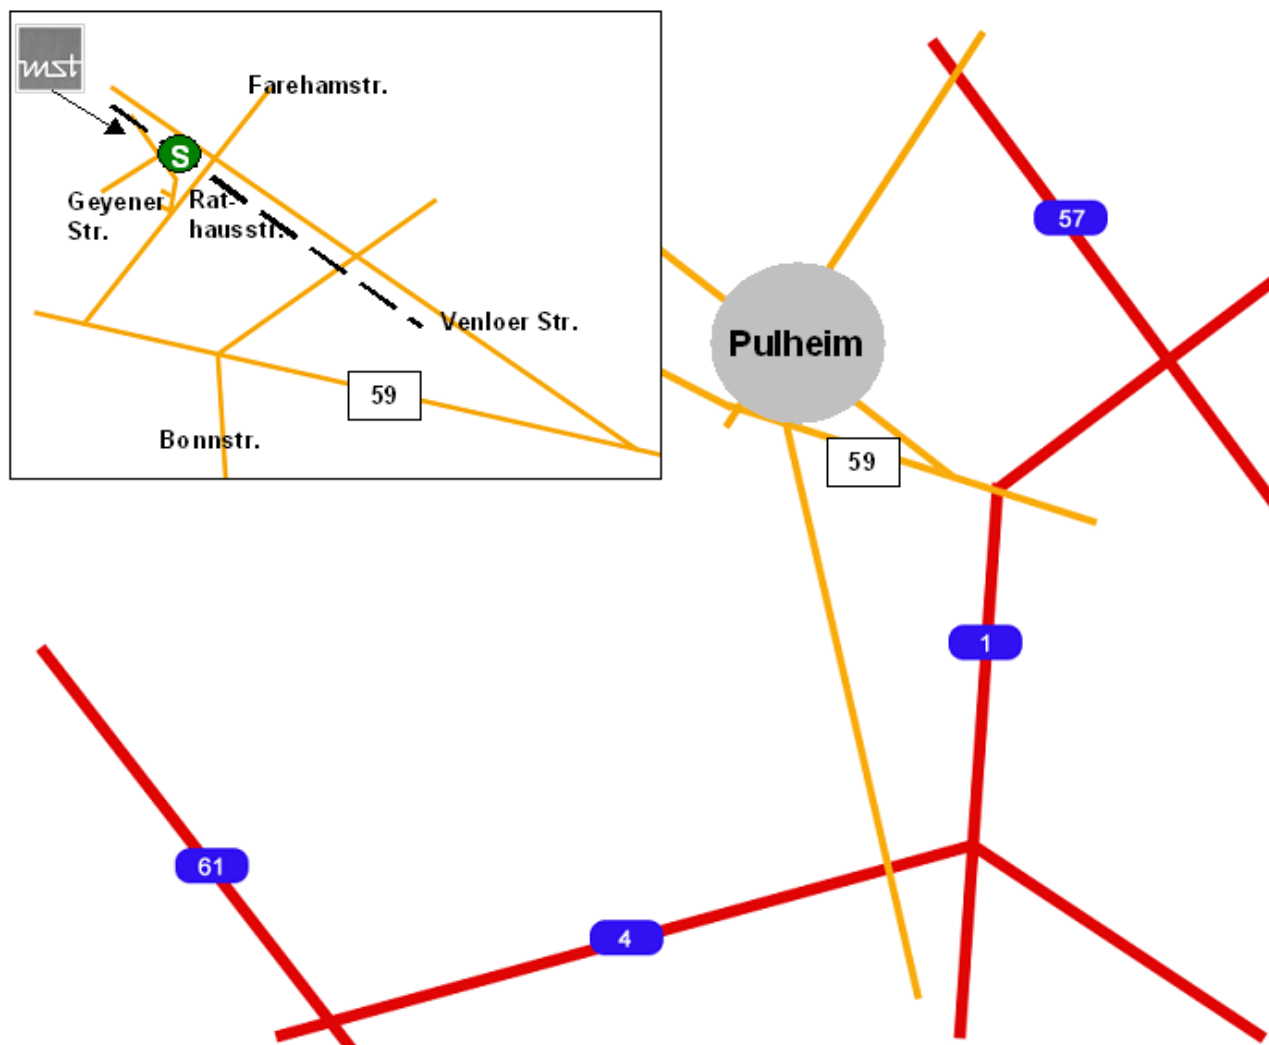 mst
Farehamstr.
S
Geyener
Str.
Rat-
hausstr.
Venloer Str.
59
Bonnstr.
57
Pulheim
59
1
61
4